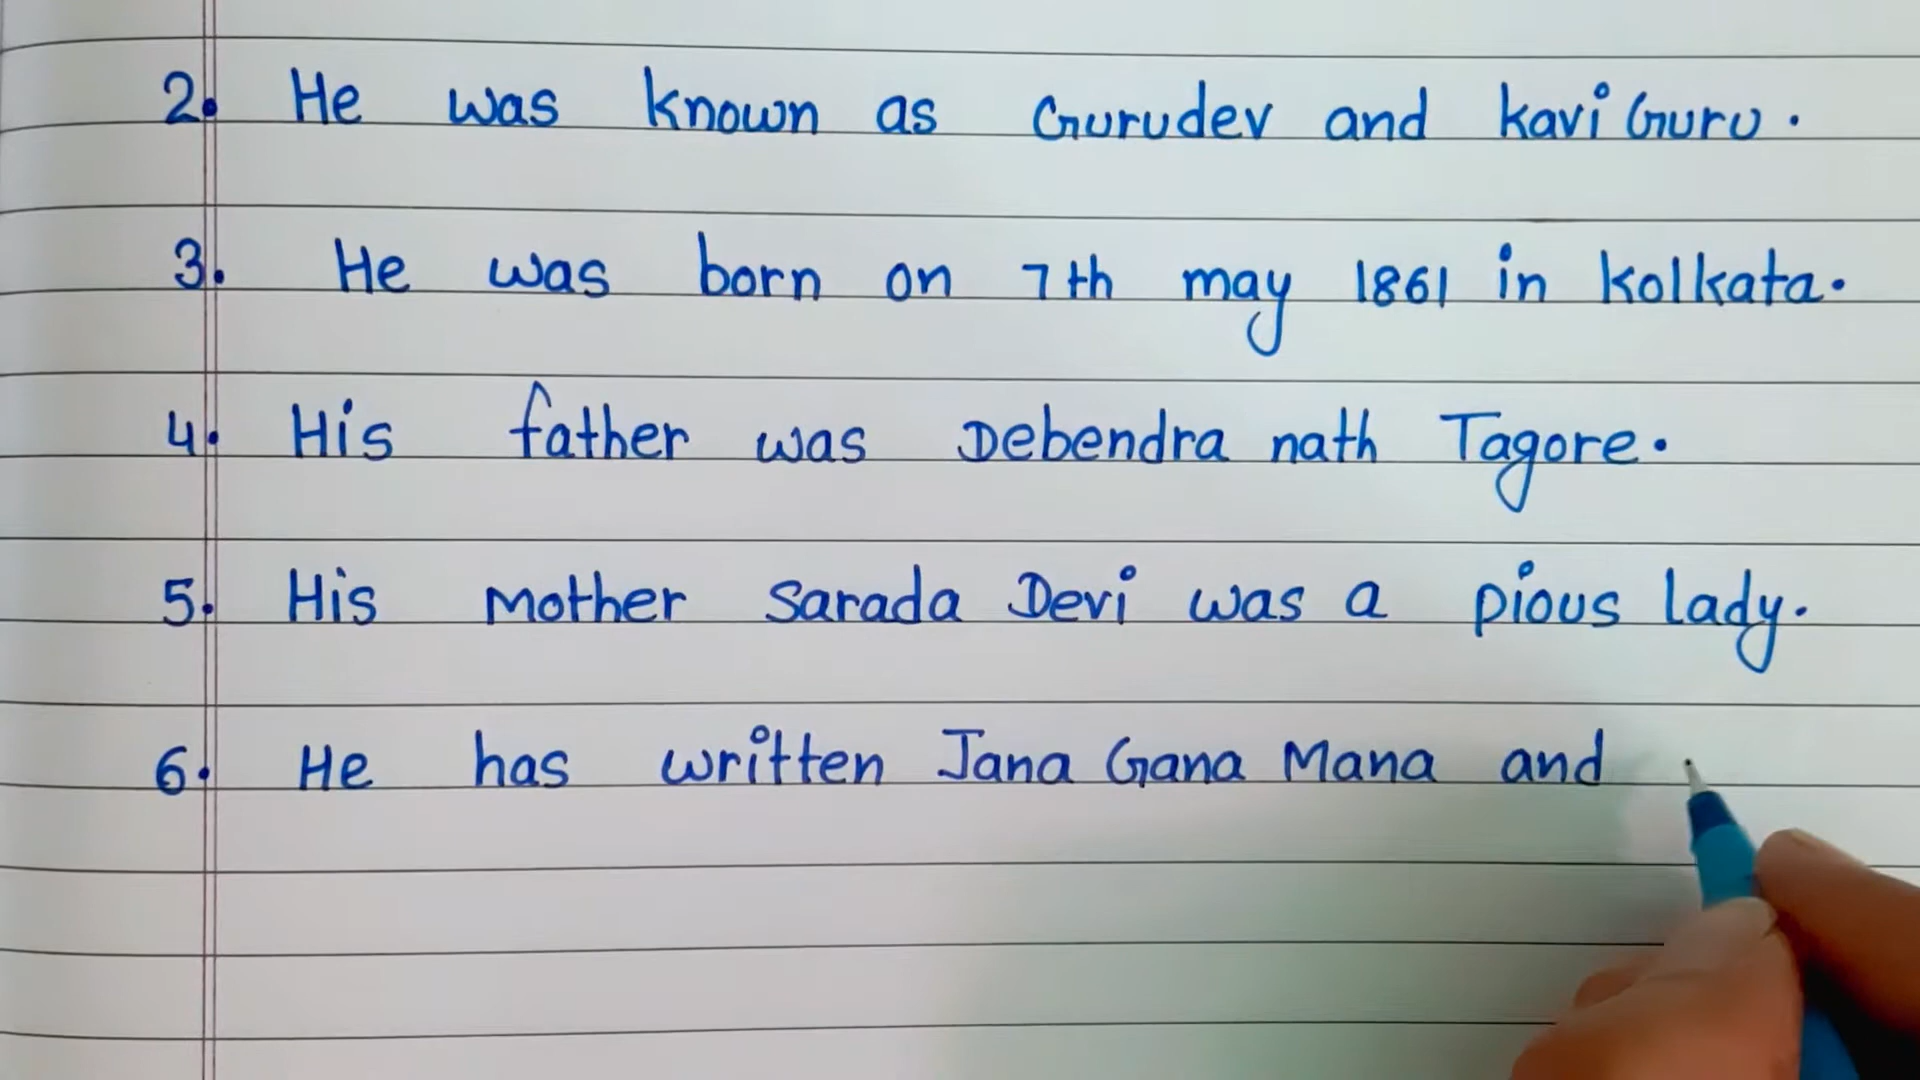 2. He was known as Gurudev and kavi Guru.
3. He was born on 7th may 1861 in kolkata.
4. His father was Debendra nath Tagore.
5. His mother Sarada Devi was a pious lady.
6. He has written Jana Gana Mana and